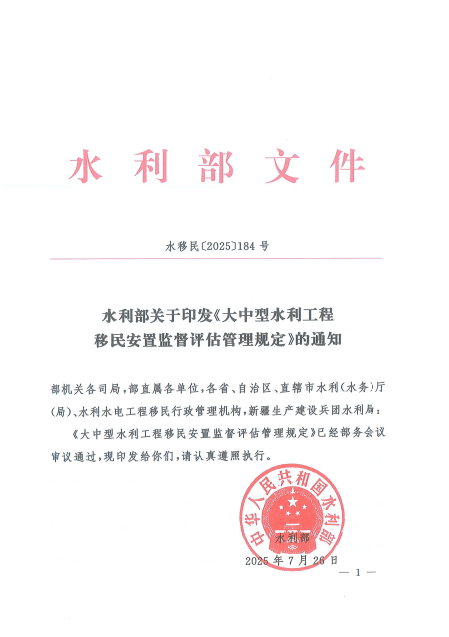 水利部文件
水移民〔2025〕184 号
水利部关于印发《大中型水利工程
移民安置监督评估管理规定》的通知
部机关各司局,部直属各单位,各省、自治区、直辖市水利(水务)厅
(局)、水利水电工程移民行政管理机构,新疆生产建设兵团水利局:
《大中型水利工程移民安置监督评估管理规定》已经部务会议
审议通过,现印发给你们,请认真遵照执行。
中华人民共和国水利部
水利部
2025 年 7 月 26 日
— 1 —